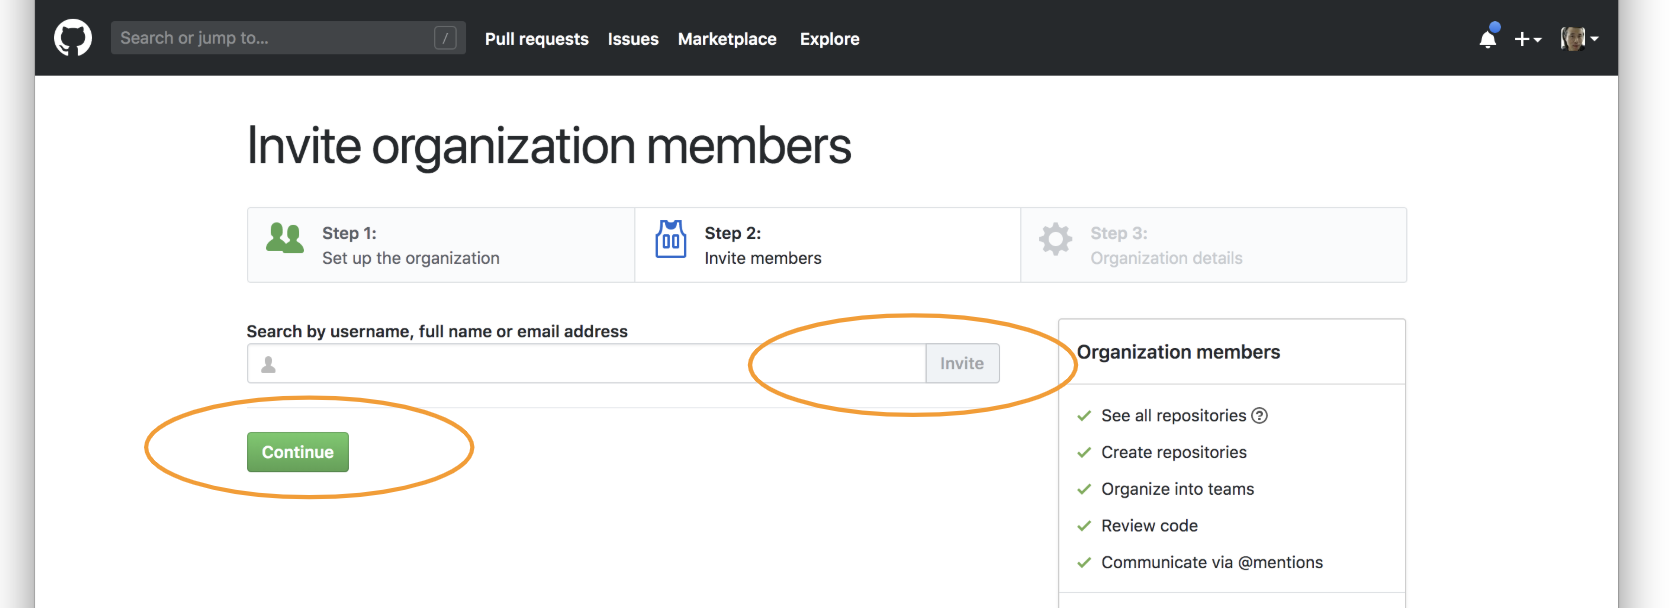 Search or jump to... /
Pull requests Issues Marketplace Explore
Invite organization members
Step 1:
Set up the organization
Step 2:
Invite members
Step 3:
Organization details
Search by username, full name or email address
Invite
Continue
Organization members
See all repositories ?
Create repositories
Organize into teams
Review code
Communicate via @mentions